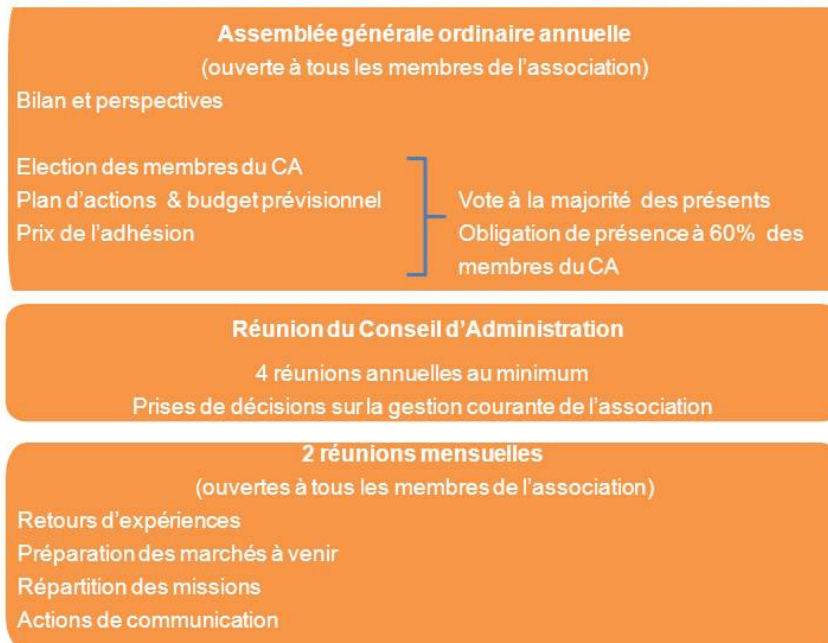 Assemblée générale ordinaire annuelle
(ouverte à tous les membres de l'association)
Bilan et perspectives
Election des membres du CA
Plan d'actions & budget prévisionnel
Prix de l'adhésion
Vote à la majorité des présents
Obligation de présence à 60% des
membres du CA
Réunion du Conseil d'Administration
4 réunions annuelles au minimum
Prises de décisions sur la gestion courante de l'association
2 réunions mensuelles
(ouvertes à tous les membres de l'association)
Retours d'expériences
Préparation des marchés à venir
Répartition des missions
Actions de communication